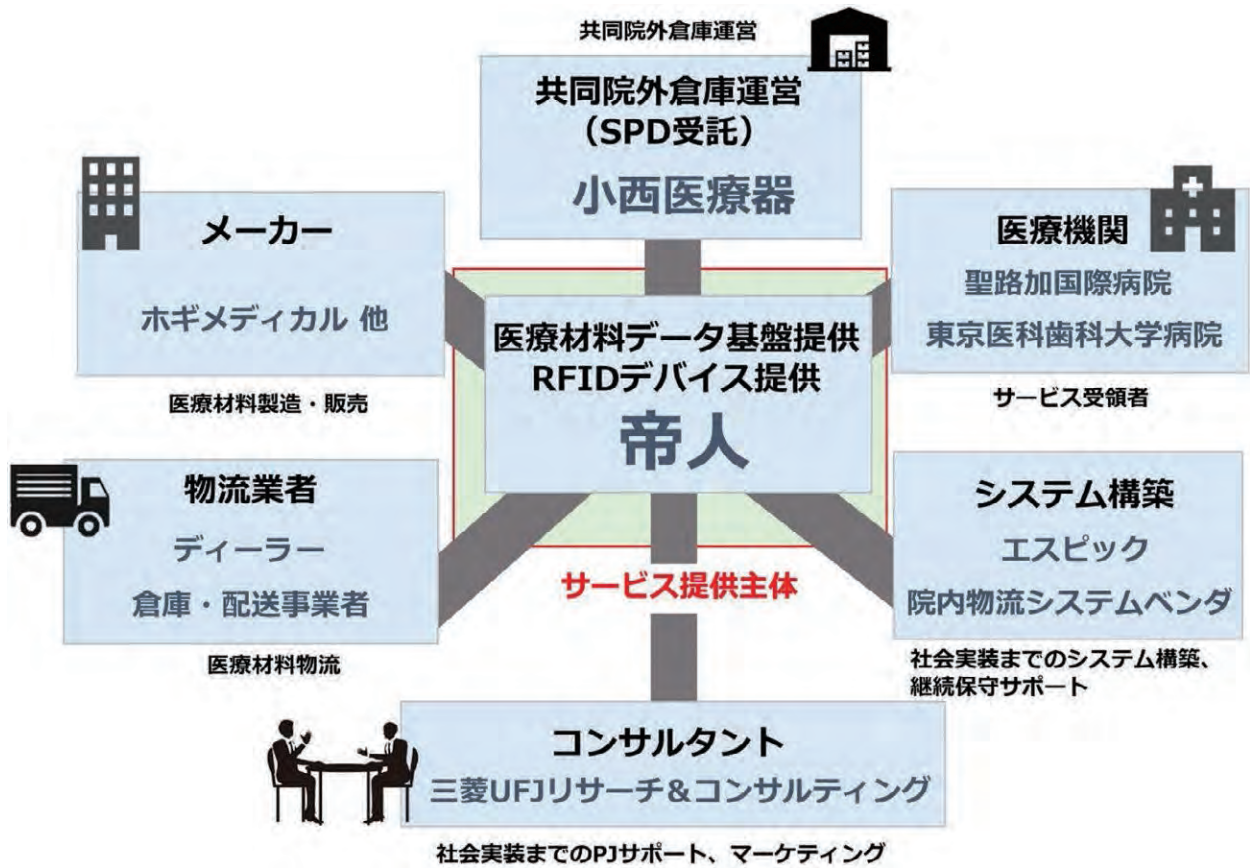 共同院外倉庫運営
共同院外倉庫運営
（SPD受託）
小西医療器
メーカー
ホギメディカル 他
医療材料製造・販売
医療機関
聖路加国際病院
東京医科歯科大学病院
サービス受領者
医療材料データ基盤提供
RFIDデバイス提供
帝人
サービス提供主体
物流業者
ディーラー
倉庫・配送事業者
医療材料物流
システム構築
エスピック
院内物流システムベンダ
社会実装までのシステム構築、
継続保守サポート
コンサルタント
三菱UFJリサーチ＆コンサルティング
社会実装までのPJサポート、マーケティング